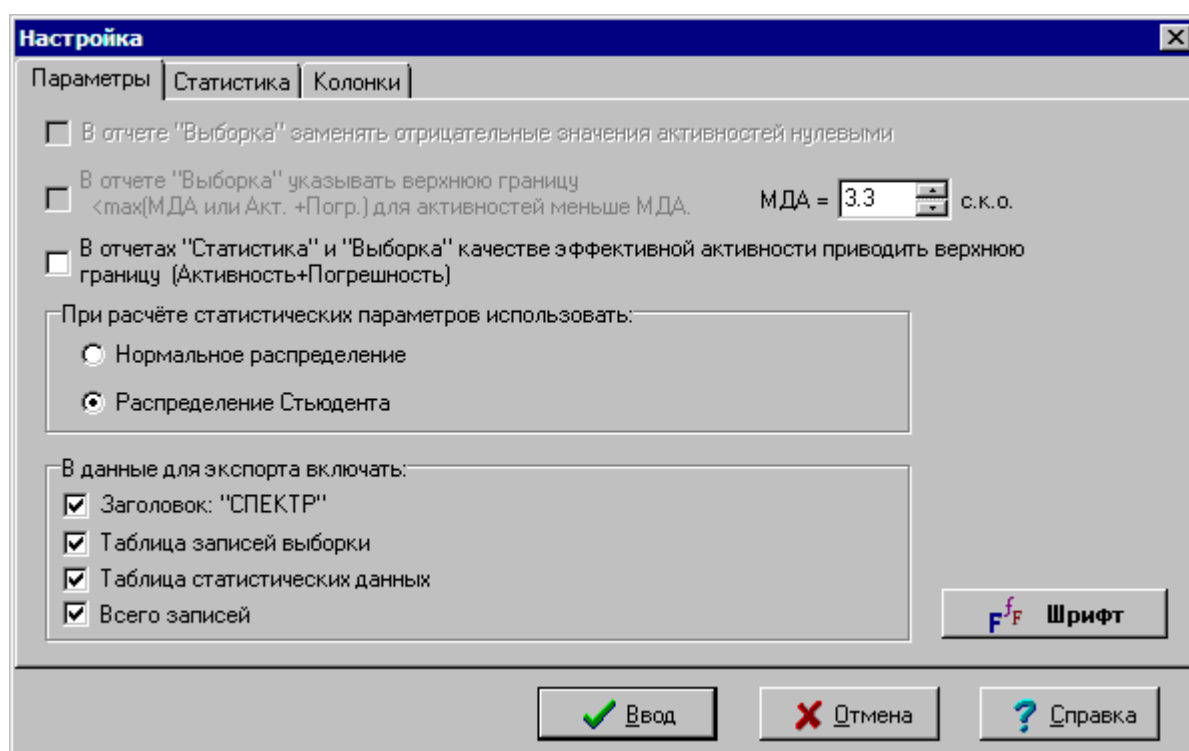 Настройка
Параметры Статистика Колонки
В отчете "Выборка" заменять отрицательные значения активностей нулевыми
В отчете "Выборка" указывать верхнюю границу
<max(МДА или Акт. +Погр.) для активностей меньше МДА.
МДА = 3.3 с.к.о.
В отчетах "Статистика" и "Выборка" качестве эффективной активности приводить верхнюю
границу (Активность+Погрешность)
При расчёте статистических параметров использовать:
Нормальное распределение
Распределение Стьюдента
В данные для экспорта включать:
Заголовок: "СПЕКТР"
Таблица записей выборки
Таблица статистических данных
Всего записей
FfF Шрифт
Ввод Отмена ? Справка